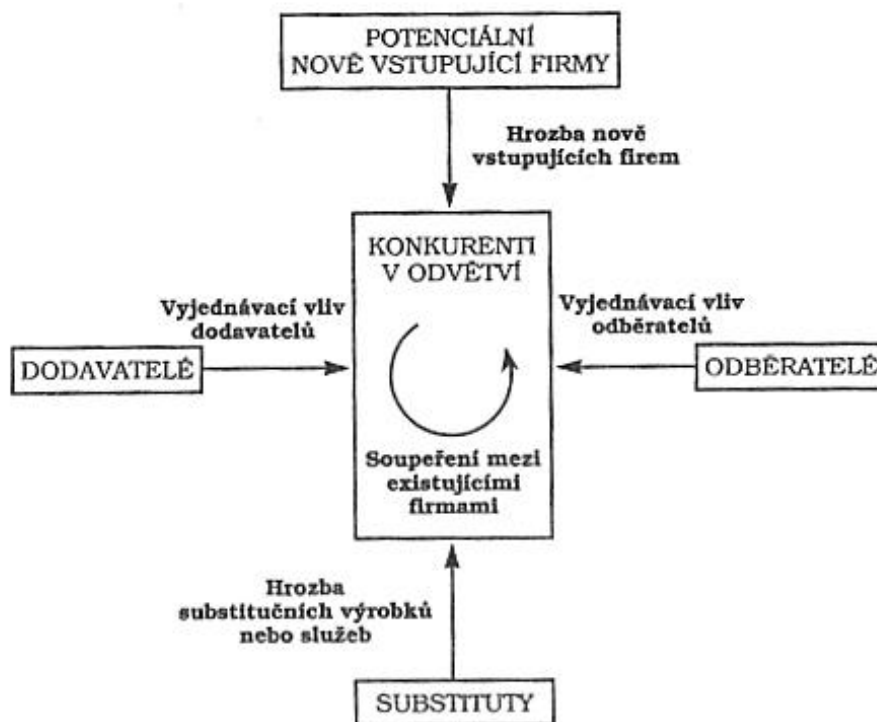 POTENCIÁLNÍ
NOVĚ VSTUPUJÍCÍ FIRMY
Hrozba nově
vstupujících firem
KONKURENTI
V ODVĚTVÍ
Vyjednávací vliv
dodavatelů
Vyjednávací vliv
odběratelů
DODAVATELÉ
ODBĚRATELÉ
Soupeření mezi
existujícími
firmami
Hrozba
substitučních výrobků
nebo služeb
SUBSTITUTY